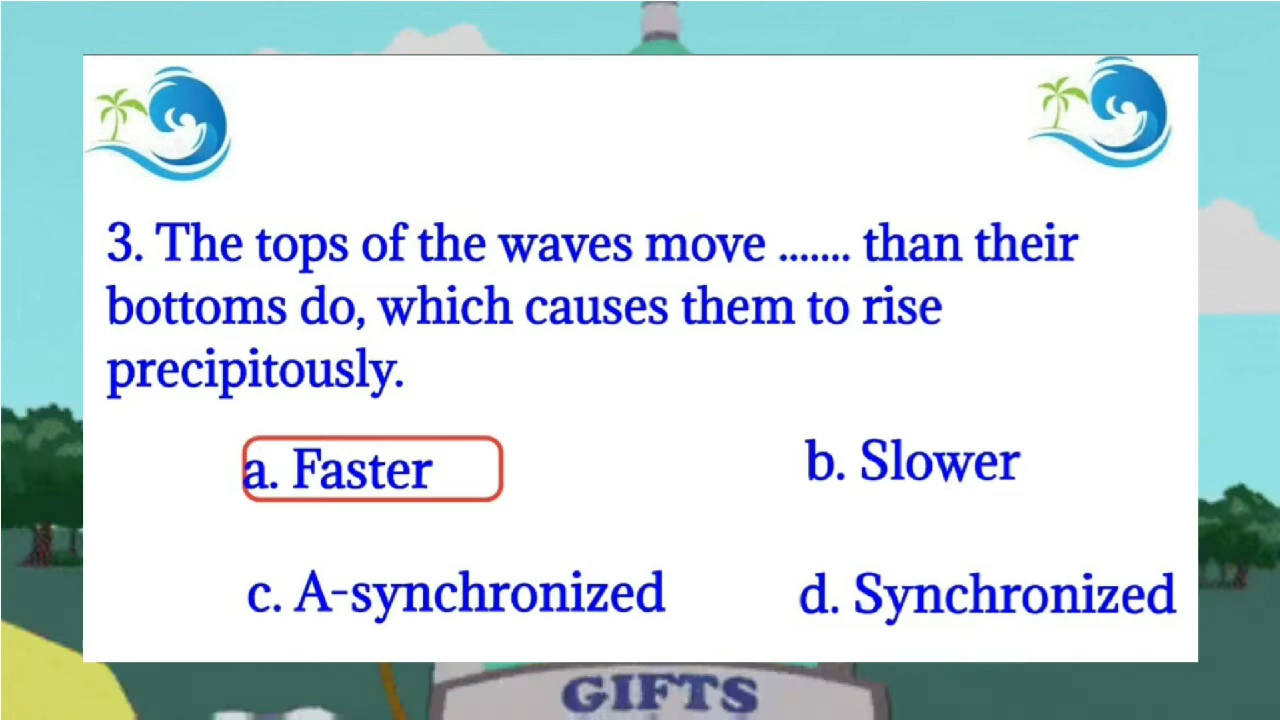 3. The tops of the waves move ....... than their
bottoms do, which causes them to rise
precipitously.
a. Faster
b. Slower
c. A-synchronized
d. Synchronized
GIFTS